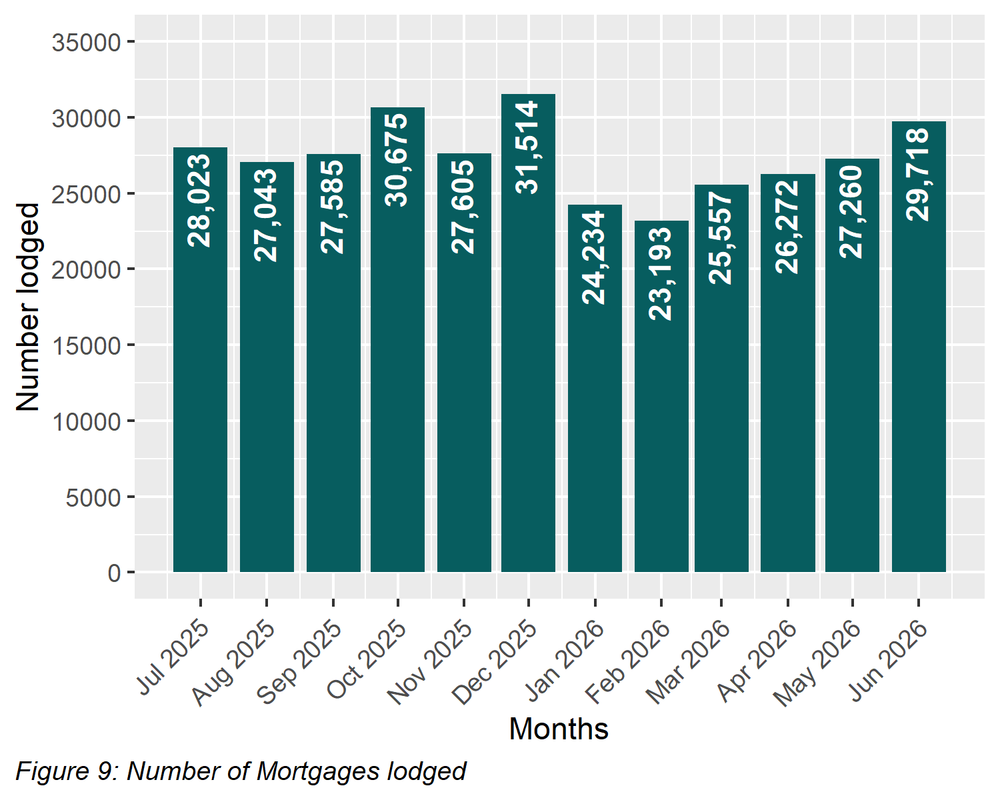 35000
30000
25000
20000
15000
10000
5000
0
Number lodged
28,023
27,043
27,585
30,675
27,605
31,514
24,234
23,193
25,557
26,272
27,260
29,718
Jul 2025
Aug 2025
Sep 2025
Oct 2025
Nov 2025
Dec 2025
Jan 2026
Feb 2026
Mar 2026
Apr 2026
May 2026
Jun 2026
Months
Figure 9: Number of Mortgages lodged